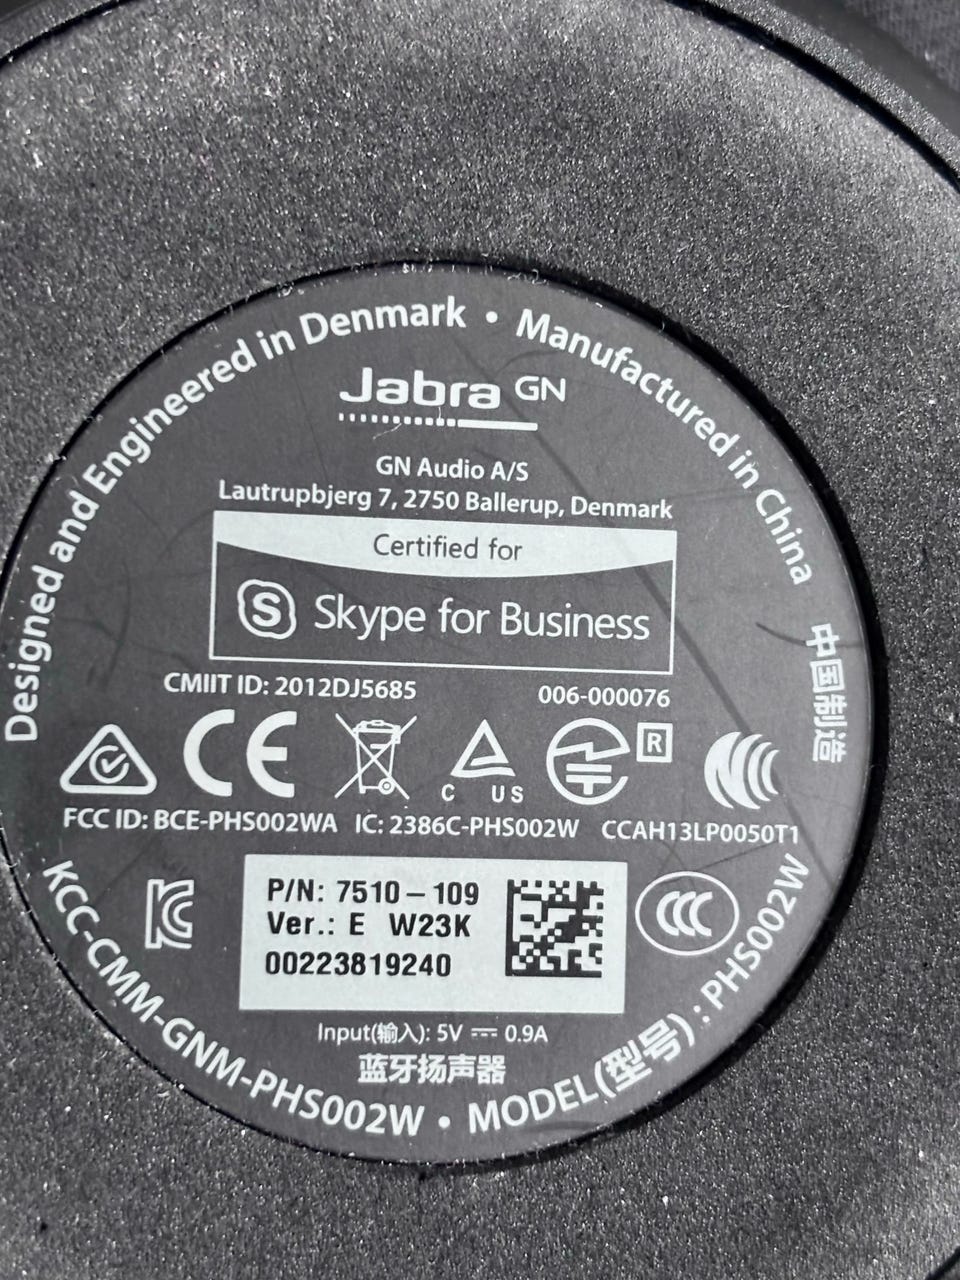 Designed and Engineered in Denmark • Manufactured in China 中国制造
Jabra GN
GN Audio A/S
Lautrupbjerg 7, 2750 Ballerup, Denmark
Certified for
S Skype for Business
CMIIT ID: 2012DJ5685 006-000076
CE
C US
R
FCC ID: BCE-PHS002WA IC: 2386C-PHS002W CCAH13LP0050T1
P/N: 7510-109
Ver.: E W23K
00223819240
CCC
Input(输入): 5V ⎓ 0.9A
蓝牙扬声器
KCC-CMM-GNM-PHS002W • MODEL(型号) : PHS002W